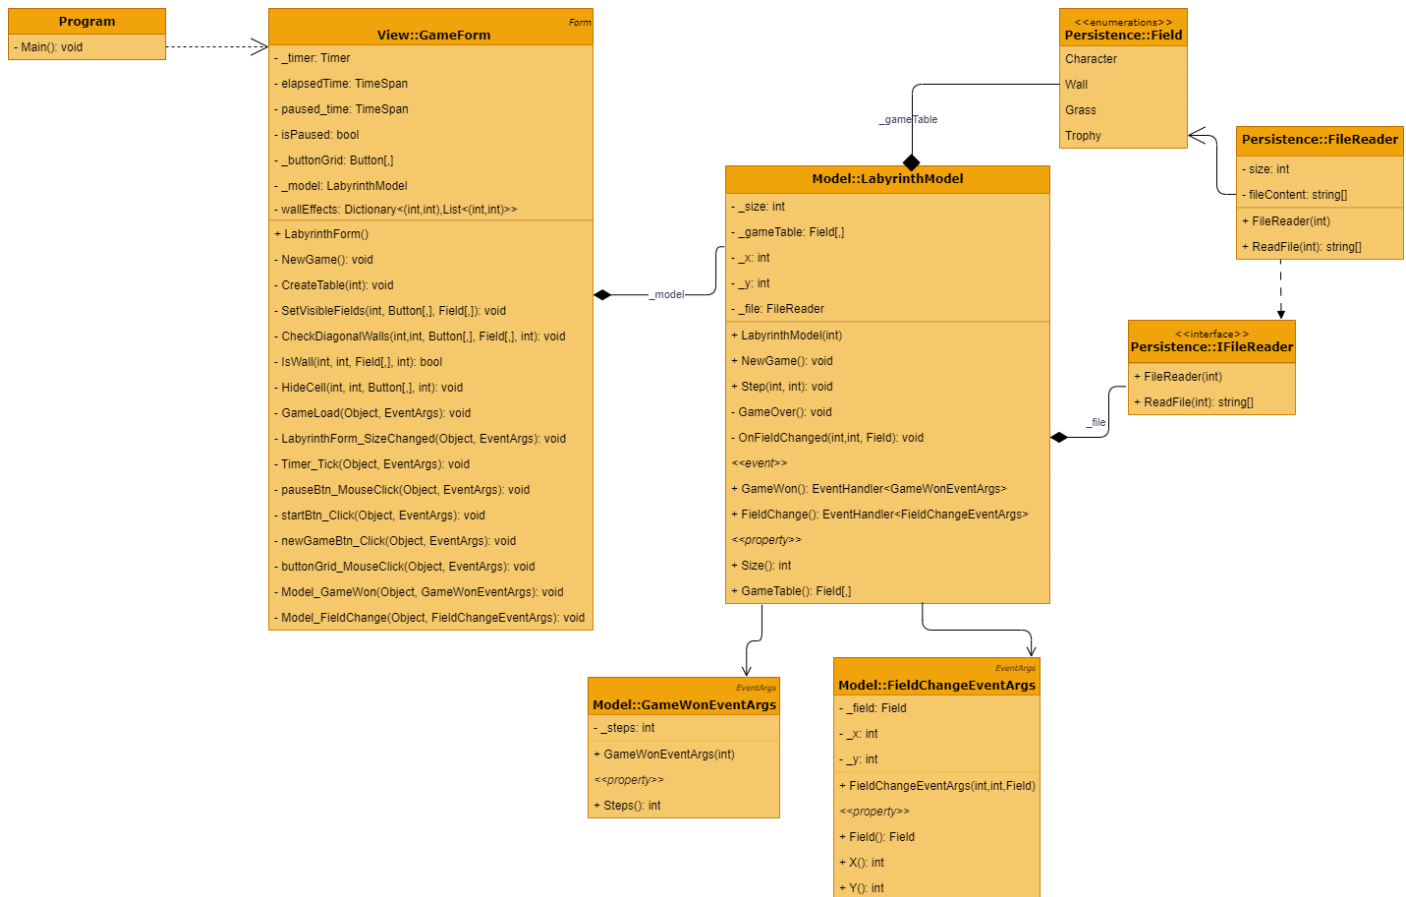 Program
- Main(): void
Form
View::GameForm
- _timer: Timer
- elapsedTime: TimeSpan
- paused_time: TimeSpan
- isPaused: bool
- _buttonGrid: Button[,]
- _model: LabyrinthModel
- wallEffects: Dictionary<(int,int),List<(int,int)>>
+ LabyrinthForm()
- NewGame(): void
- CreateTable(int): void
- SetVisibleFields(int, Button[,], Field[,]): void
- CheckDiagonalWalls(int,int, Button[,], Field[,], int): void
- IsWall(int, int, Field[,], int): bool
- HideCell(int, int, Button[,], int): void
- GameLoad(Object, EventArgs): void
- LabyrinthForm_SizeChanged(Object, EventArgs): void
- Timer_Tick(Object, EventArgs): void
- pauseBtn_MouseClick(Object, EventArgs): void
- startBtn_Click(Object, EventArgs): void
- newGameBtn_Click(Object, EventArgs): void
- buttonGrid_MouseClick(Object, EventArgs): void
- Model_GameWon(Object, GameWonEventArgs): void
- Model_FieldChange(Object, FieldChangeEventArgs): void
_model
_gameTable
Model::LabyrinthModel
- _size: int
- _gameTable: Field[,]
- _x: int
- _y: int
- _file: FileReader
+ LabyrinthModel(int)
+ NewGame(): void
+ Step(int, int): void
- GameOver(): void
- OnFieldChanged(int,int, Field): void
<<event>>
+ GameWon(): EventHandler<GameWonEventArgs>
+ FieldChange(): EventHandler<FieldChangeEventArgs>
<<property>>
+ Size(): int
+ GameTable(): Field[,]
<<enumerations>>
Persistence::Field
Character
Wall
Grass
Trophy
Persistence::FileReader
- size: int
- fileContent: string[]
+ FileReader(int)
+ ReadFile(int): string[]
<<interface>>
Persistence::IFileReader
+ FileReader(int)
+ ReadFile(int): string[]
_file
EventArgs
Model::GameWonEventArgs
- _steps: int
+ GameWonEventArgs(int)
<<property>>
+ Steps(): int
EventArgs
Model::FieldChangeEventArgs
- _field: Field
- _x: int
- _y: int
+ FieldChangeEventArgs(int,int,Field)
<<property>>
+ Field(): Field
+ X(): int
+ Y(): int